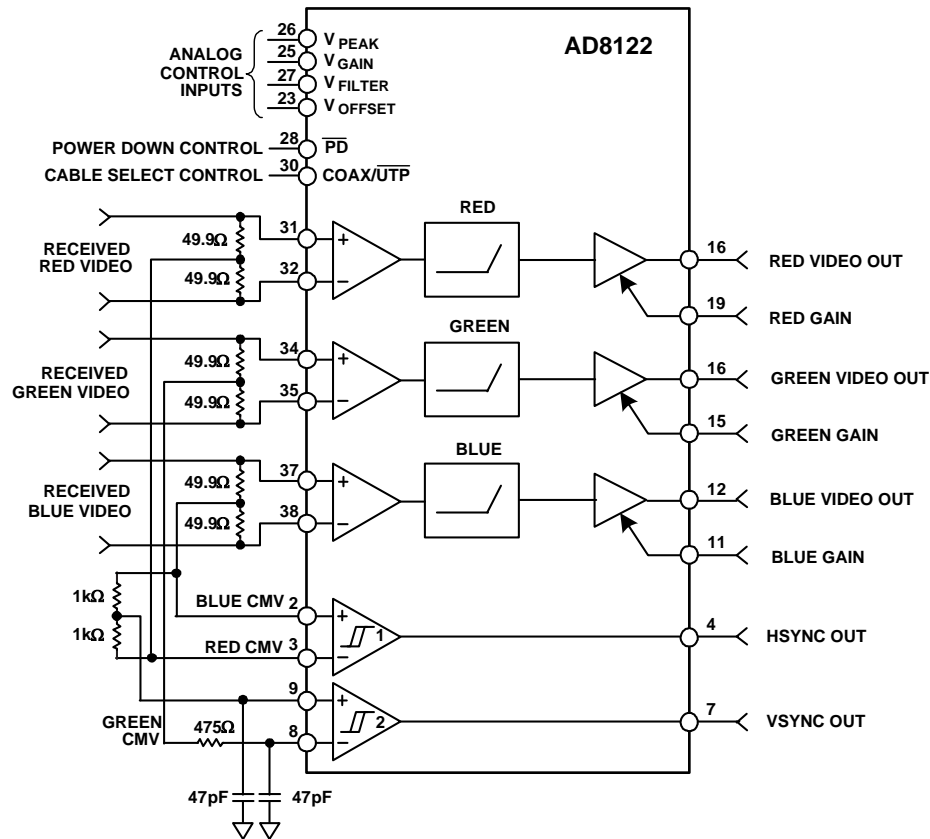 AD8122
ANALOG
CONTROL
INPUTS
26
V PEAK
25
V GAIN
27
V FILTER
23
V OFFSET
POWER DOWN CONTROL
28
P̅D̅
CABLE SELECT CONTROL
30
COAX/U̅T̅P̅
RED
RECEIVED
RED VIDEO
49.9Ω
49.9Ω
31
+
32
−
16
RED VIDEO OUT
19
RED GAIN
GREEN
RECEIVED
GREEN VIDEO
49.9Ω
49.9Ω
34
+
35
−
16
GREEN VIDEO OUT
15
GREEN GAIN
BLUE
RECEIVED
BLUE VIDEO
49.9Ω
49.9Ω
37
+
38
−
12
BLUE VIDEO OUT
11
BLUE GAIN
1kΩ
1kΩ
BLUE CMV 2
+
1
RED CMV 3
−
4
HSYNC OUT
9
+
2
GREEN
CMV
475Ω
8
−
7
VSYNC OUT
47pF
47pF